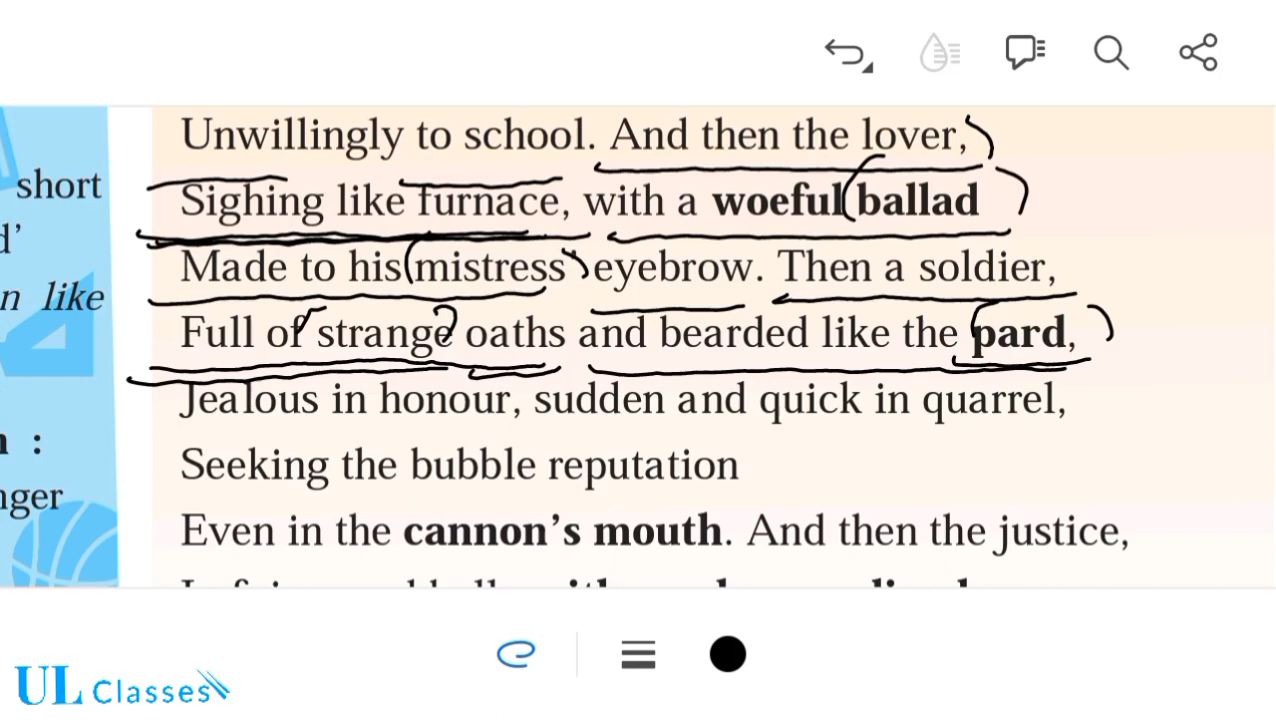 Unwillingly to school. And then the lover,
short
Sighing like furnace, with a woeful ballad
d’
Made to his mistress’ eyebrow. Then a soldier,
n like
Full of strange oaths and bearded like the pard,
Jealous in honour, sudden and quick in quarrel,
:
Seeking the bubble reputation
nger
Even in the cannon’s mouth. And then the justice,
UL Classes